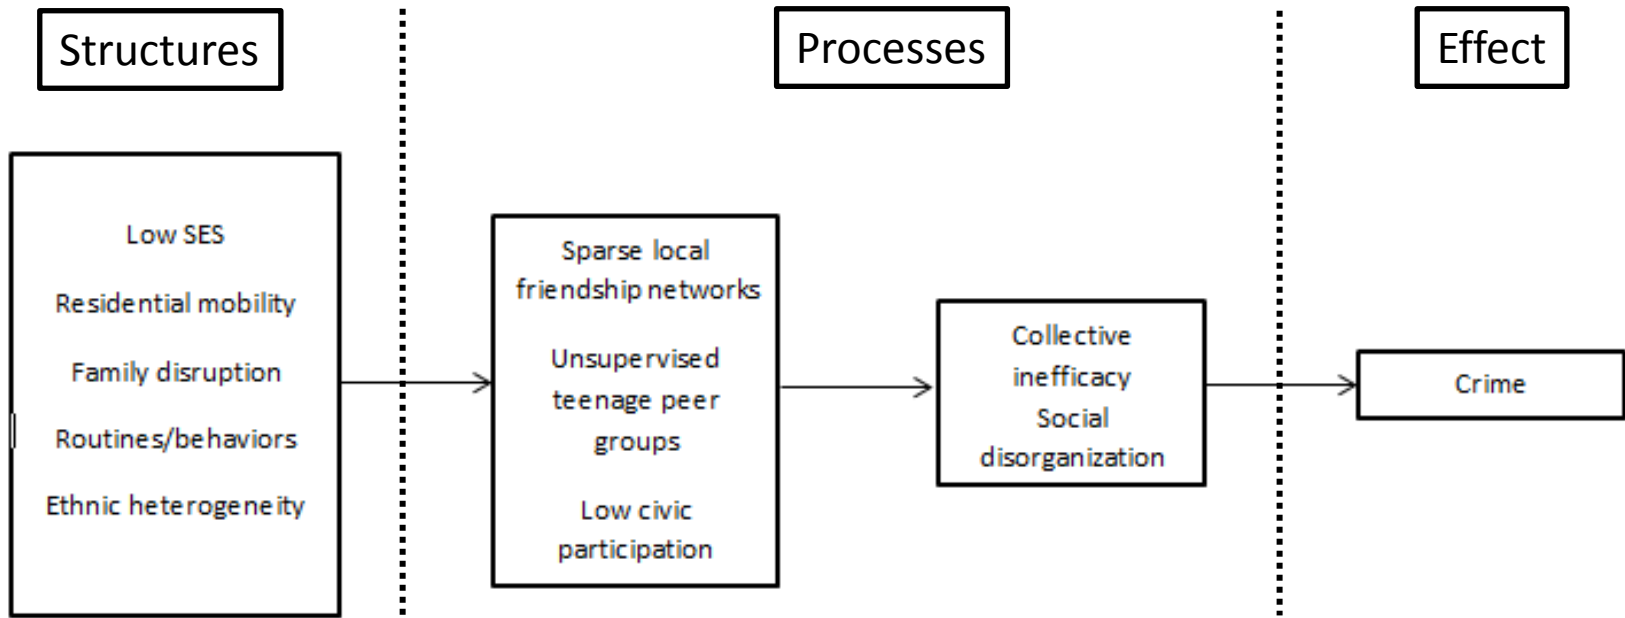 Structures
Processes
Effect
Low SES
Residential mobility
Family disruption
Routines/behaviors
Ethnic heterogeneity
Sparse local
friendship networks
Unsupervised
teenage peer
groups
Low civic
participation
Collective
inefficacy
Social
disorganization
Crime